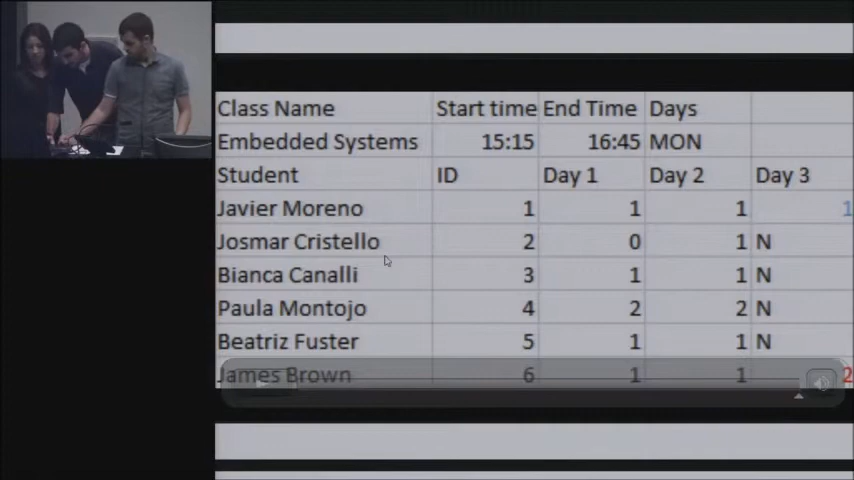 Class Name Start time End Time Days
Embedded Systems 15:15 16:45 MON
Student ID Day 1 Day 2 Day 3
Javier Moreno 1 1 1 1
Josmar Cristello 2 0 1 N
Bianca Canalli 3 1 1 N
Paula Montojo 4 2 2 N
Beatriz Fuster 5 1 1 N
James Brown 6 1 1 2